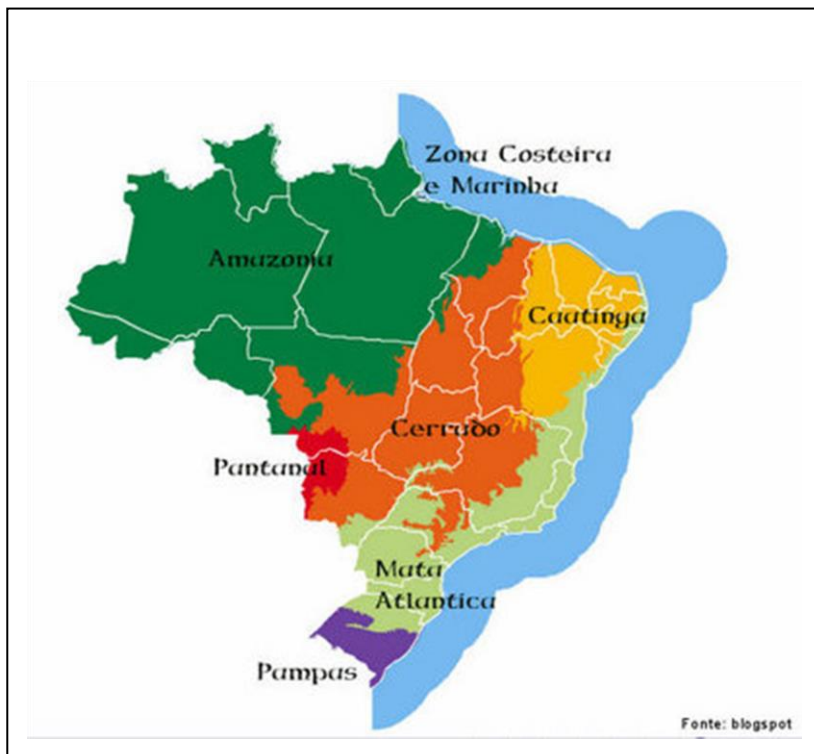 Zona Costeira
e Marinha
Amazonia
Caatinga
Cerrado
Pantanal
Mata
Atlantica
Pampas
Fonte: blogspot